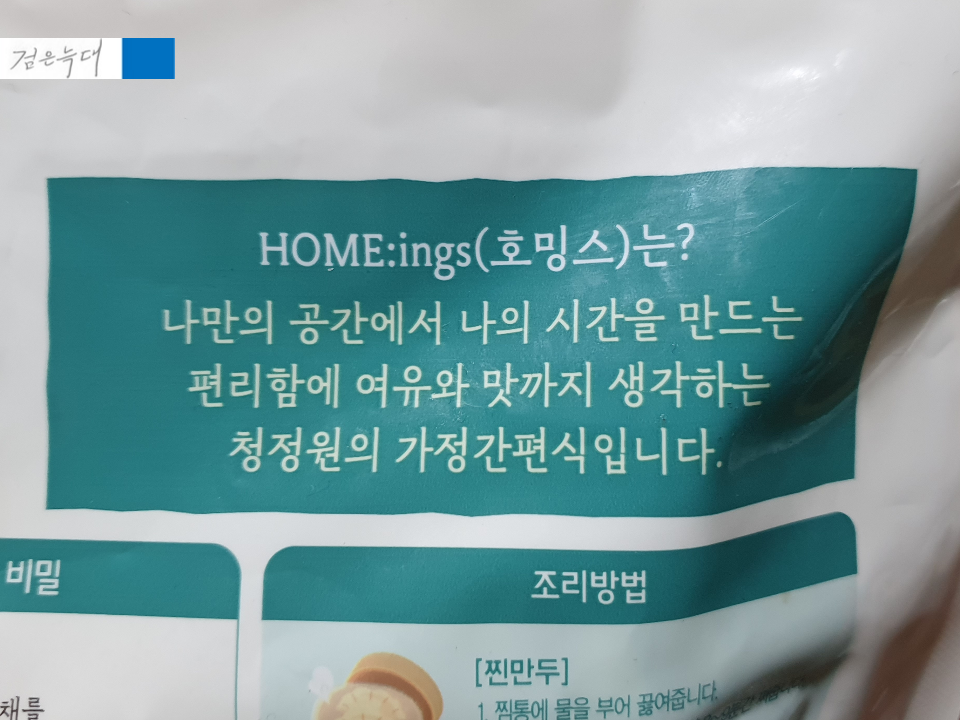 검은늑대
HOME:ings(호밍스)는?
나만의 공간에서 나의 시간을 만드는
편리함에 여유와 맛까지 생각하는
청정원의 가정간편식입니다.
비밀
채를
조리방법
[찐만두]
1. 찜통에 물을 부어 끓여줍니다.